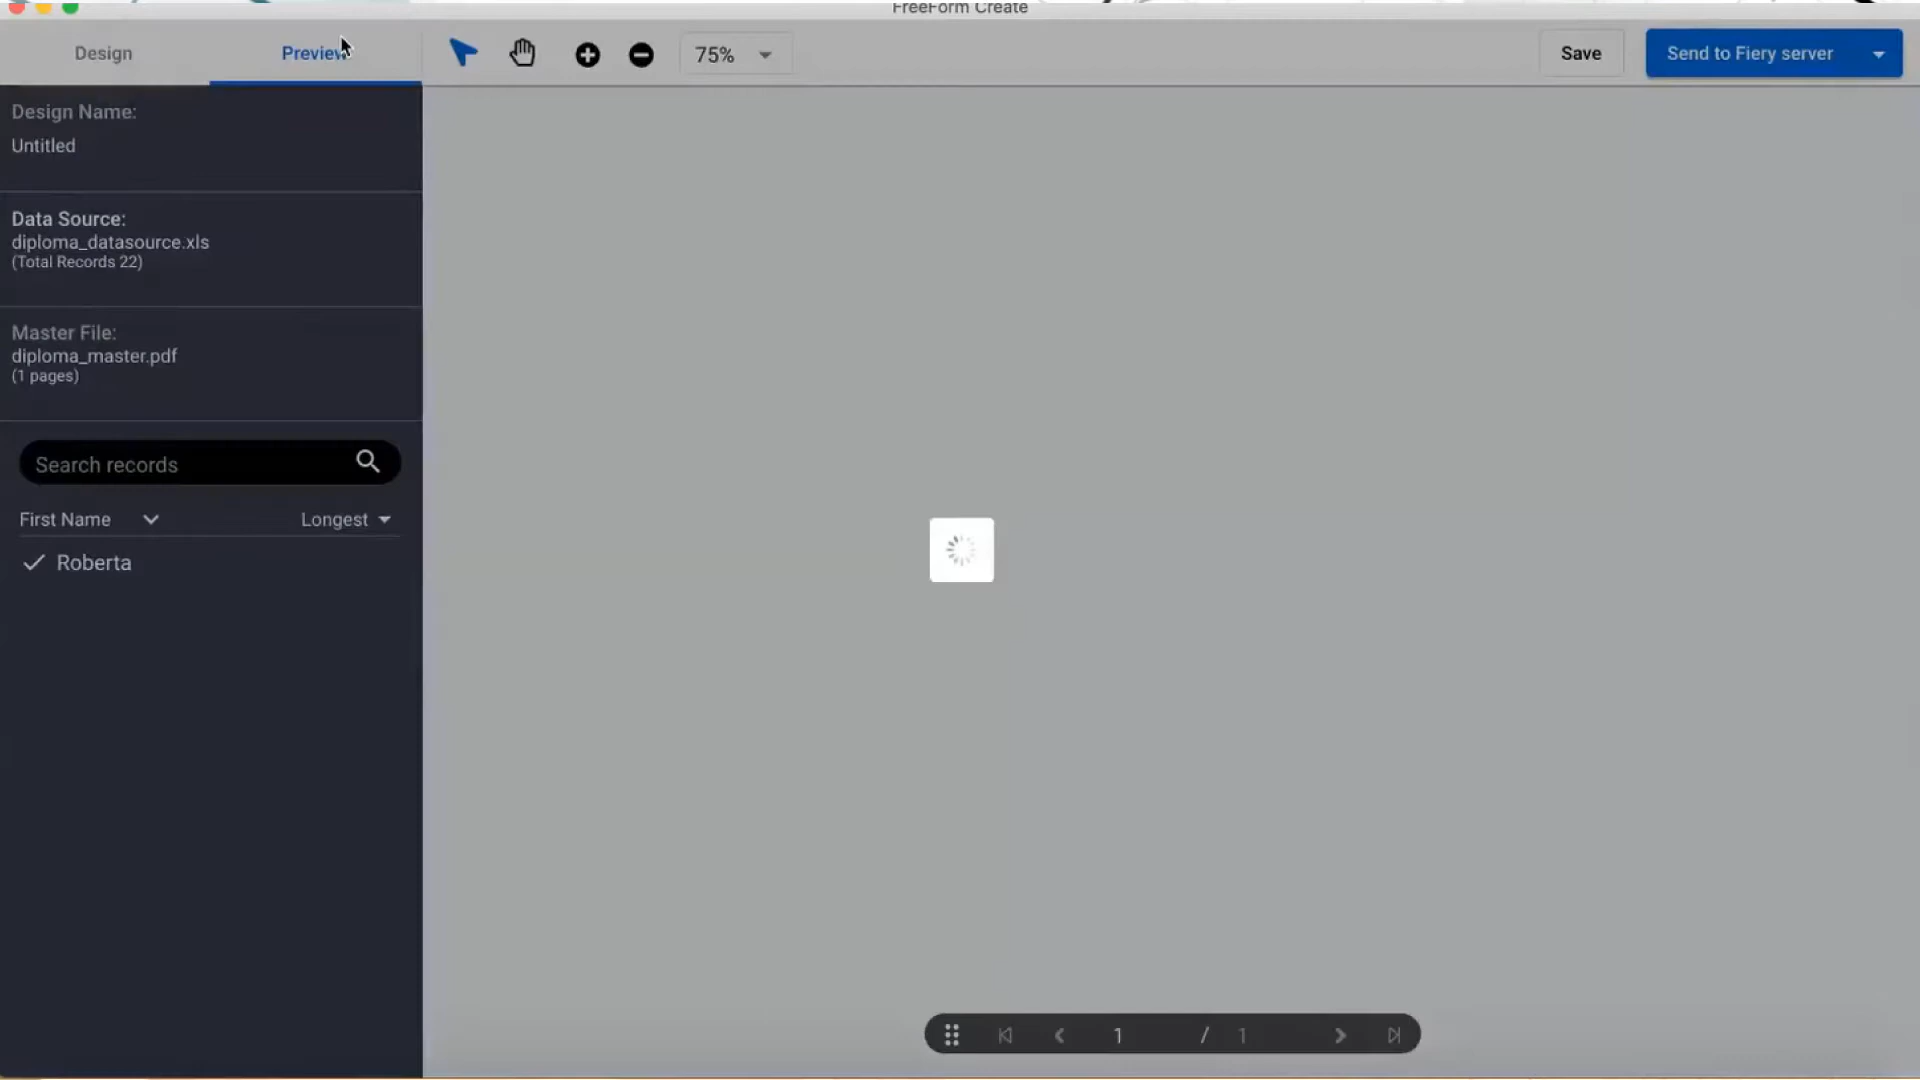 FreeForm Create
Design
Preview
75%
Save
Send to Fiery server
Design Name:
Untitled
Data Source:
diploma_datasource.xls
(Total Records 22)
Master File:
diploma_master.pdf
(1 pages)
Search records
First Name
Longest
Roberta
1 / 1